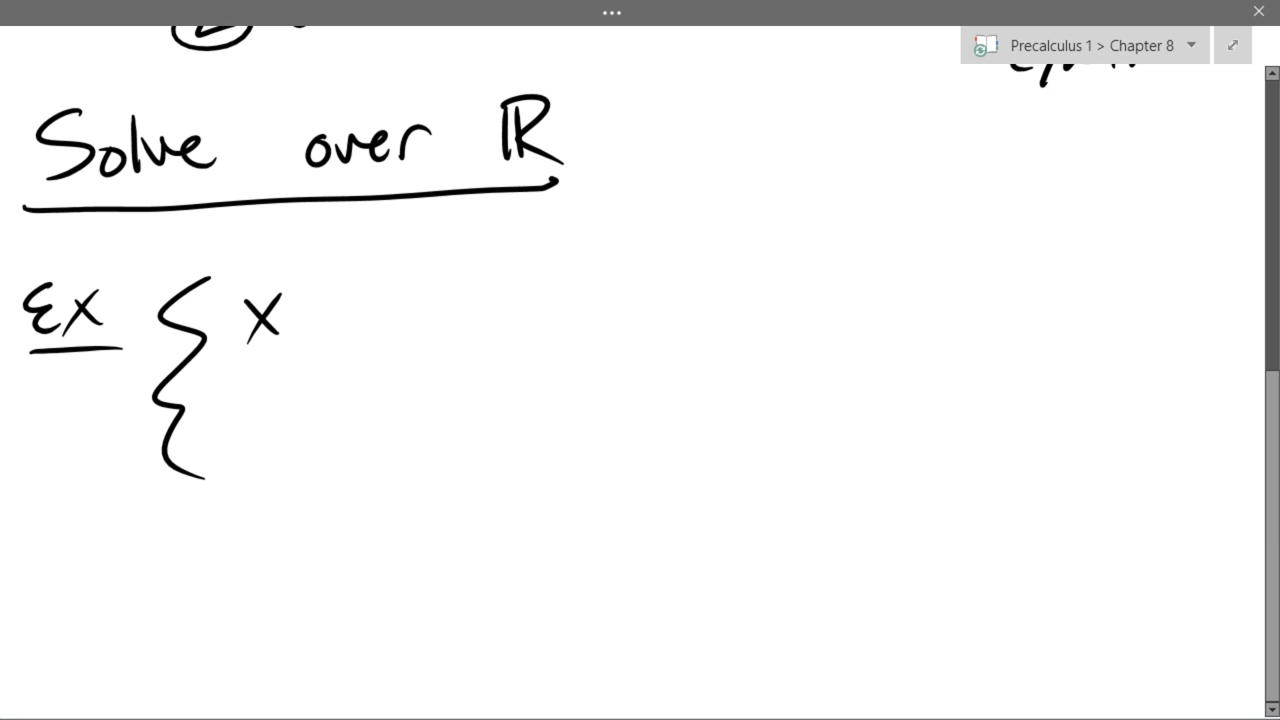 Precalculus 1 > Chapter 8
Solve over ℝ
Ex { x